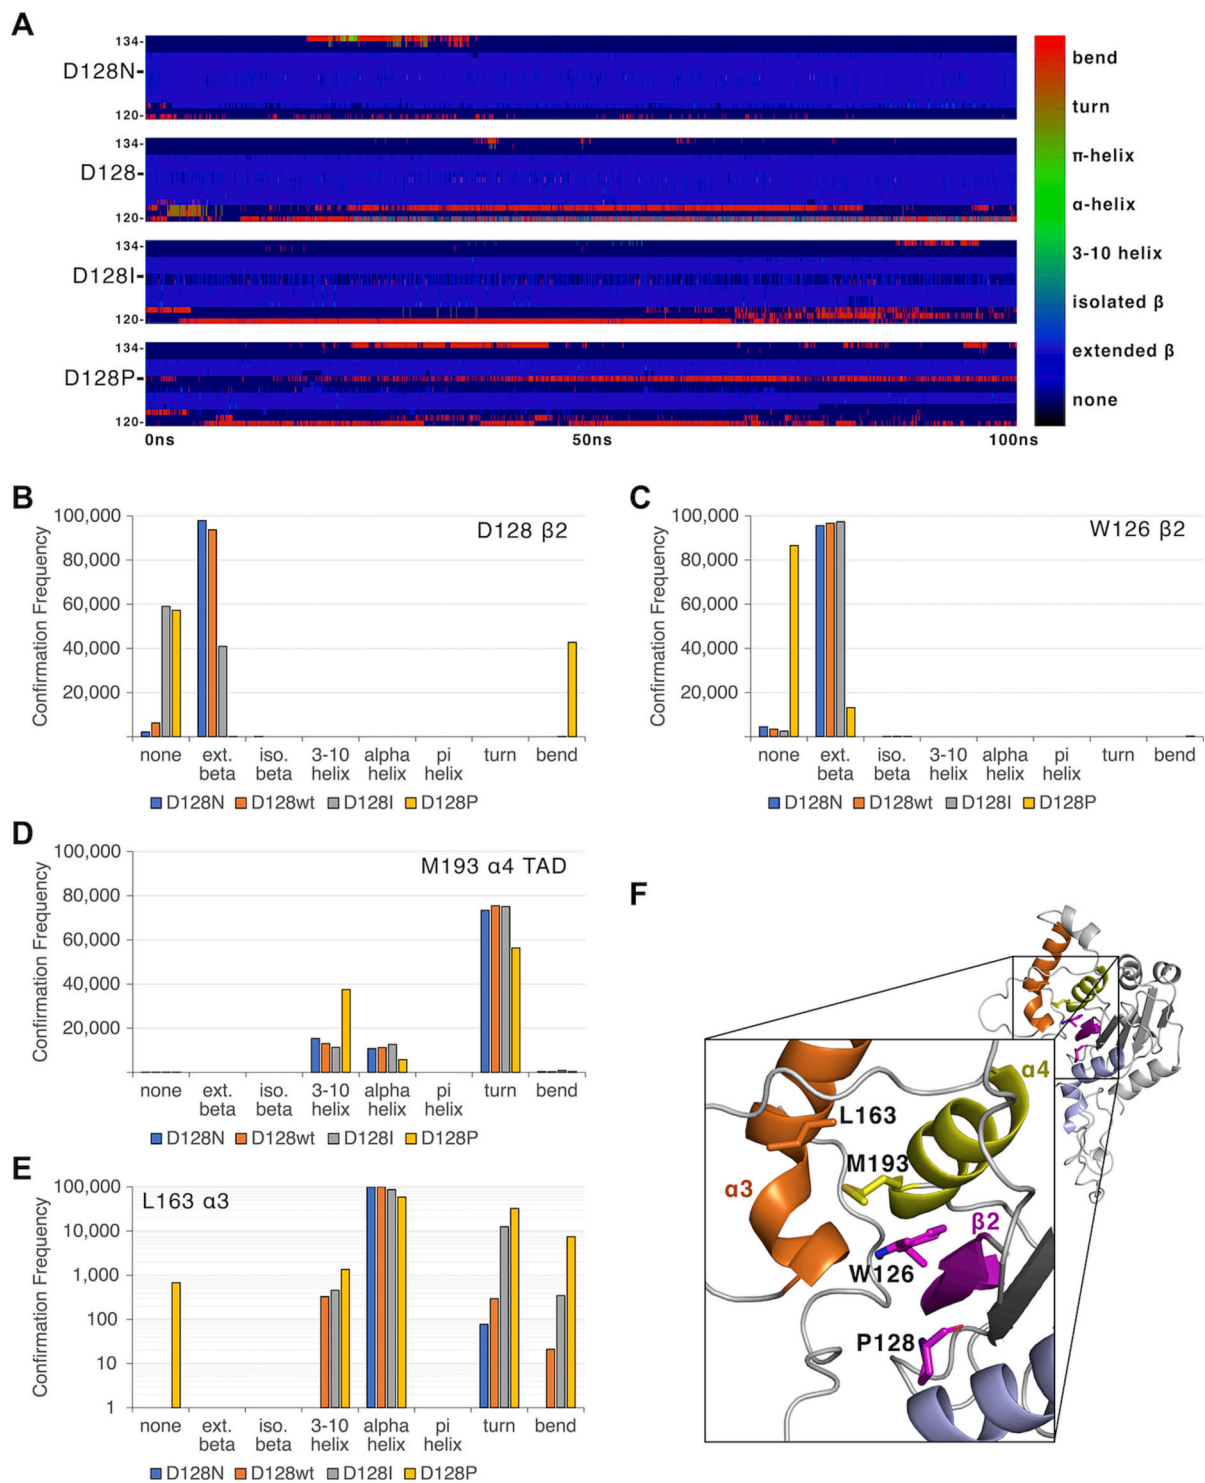 A
134-
D128N-
120-
134-
D128-
120-
134-
D128I-
120-
134-
D128P-
120-
0ns 50ns 100ns
bend
turn
π-helix
α-helix
3-10 helix
isolated β
extended β
none
B
D128 β2
Confirmation Frequency
100,000
80,000
60,000
40,000
20,000
none ext. beta iso. beta 3-10 helix alpha helix pi helix turn bend
D128N D128wt D128I D128P
C
W126 β2
Confirmation Frequency
100,000
80,000
60,000
40,000
20,000
none ext. beta iso. beta 3-10 helix alpha helix pi helix turn bend
D128N D128wt D128I D128P
D
M193 α4 TAD
Confirmation Frequency
100,000
80,000
60,000
40,000
20,000
none ext. beta iso. beta 3-10 helix alpha helix pi helix turn bend
D128N D128wt D128I D128P
E
L163 α3
Confirmation Frequency
100,000
10,000
1,000
100
10
1
none ext. beta iso. beta 3-10 helix alpha helix pi helix turn bend
D128N D128wt D128I D128P
F
α4
L163
M193
α3
β2
W126
P128